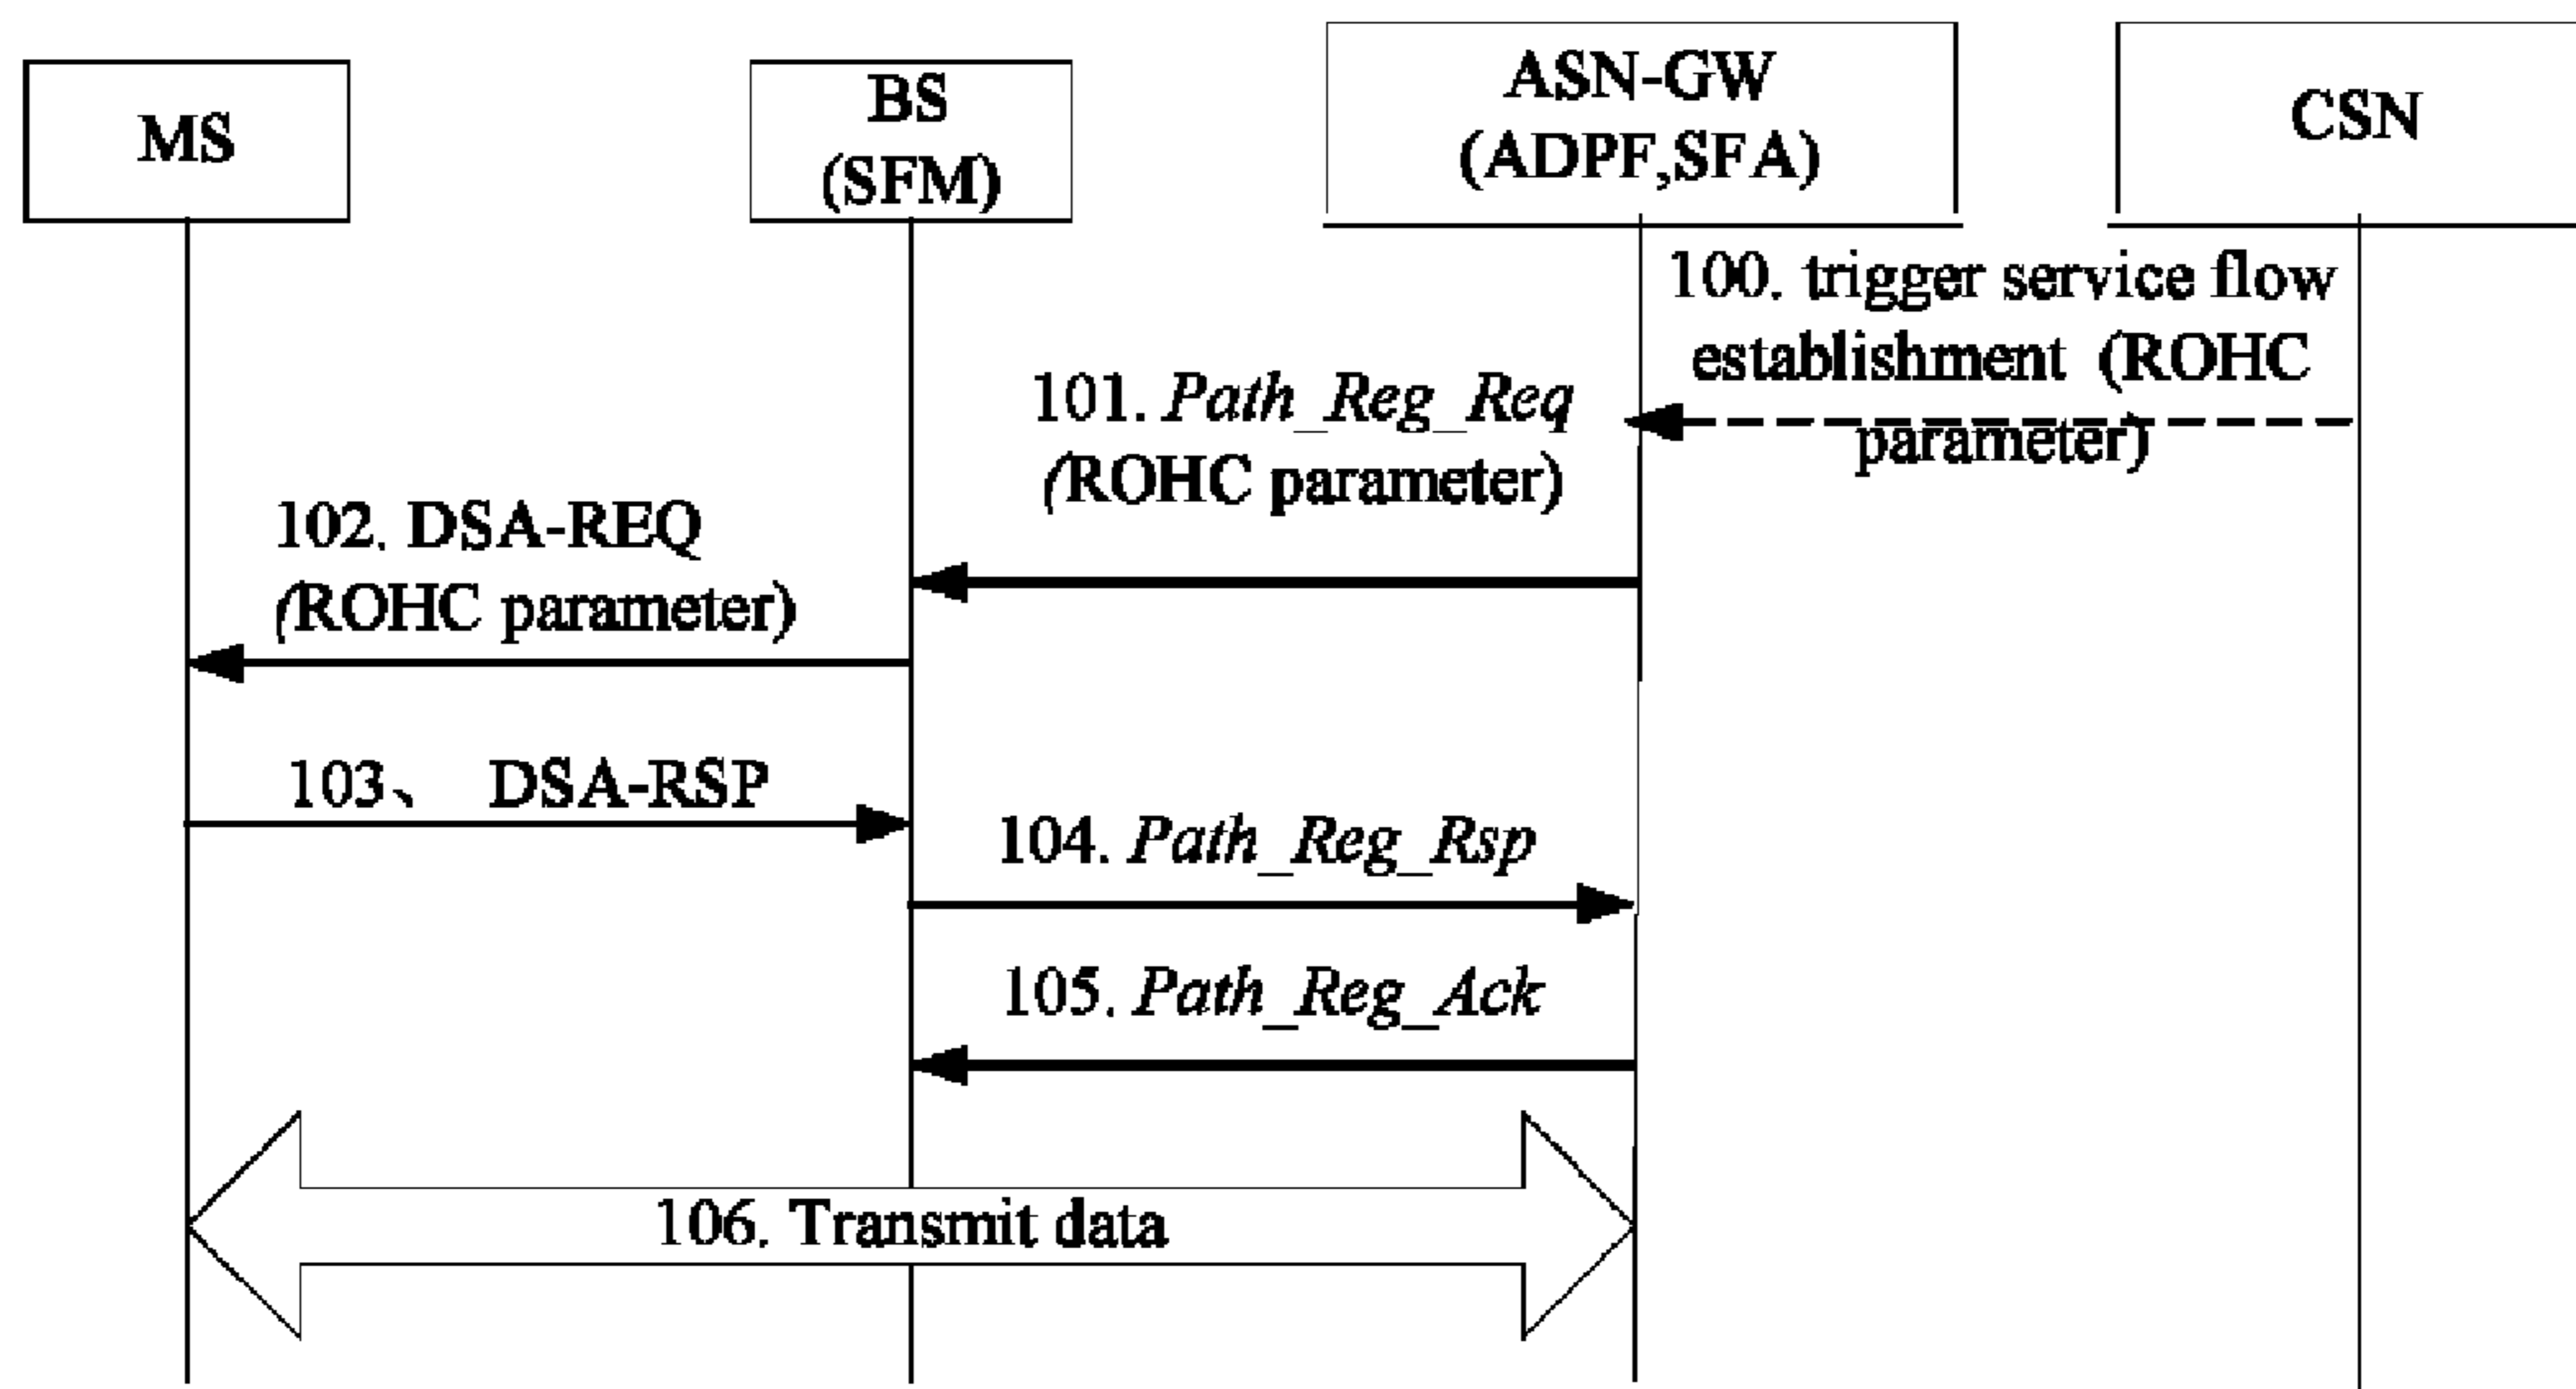 MS
BS
(SFM)
ASN-GW
(ADPF,SFA)
CSN
100. trigger service flow
establishment (ROHC
parameter)
101. Path_Reg_Req
(ROHC parameter)
102. DSA-REQ
(ROHC parameter)
103、 DSA-RSP
104. Path_Reg_Rsp
105. Path_Reg_Ack
106. Transmit data